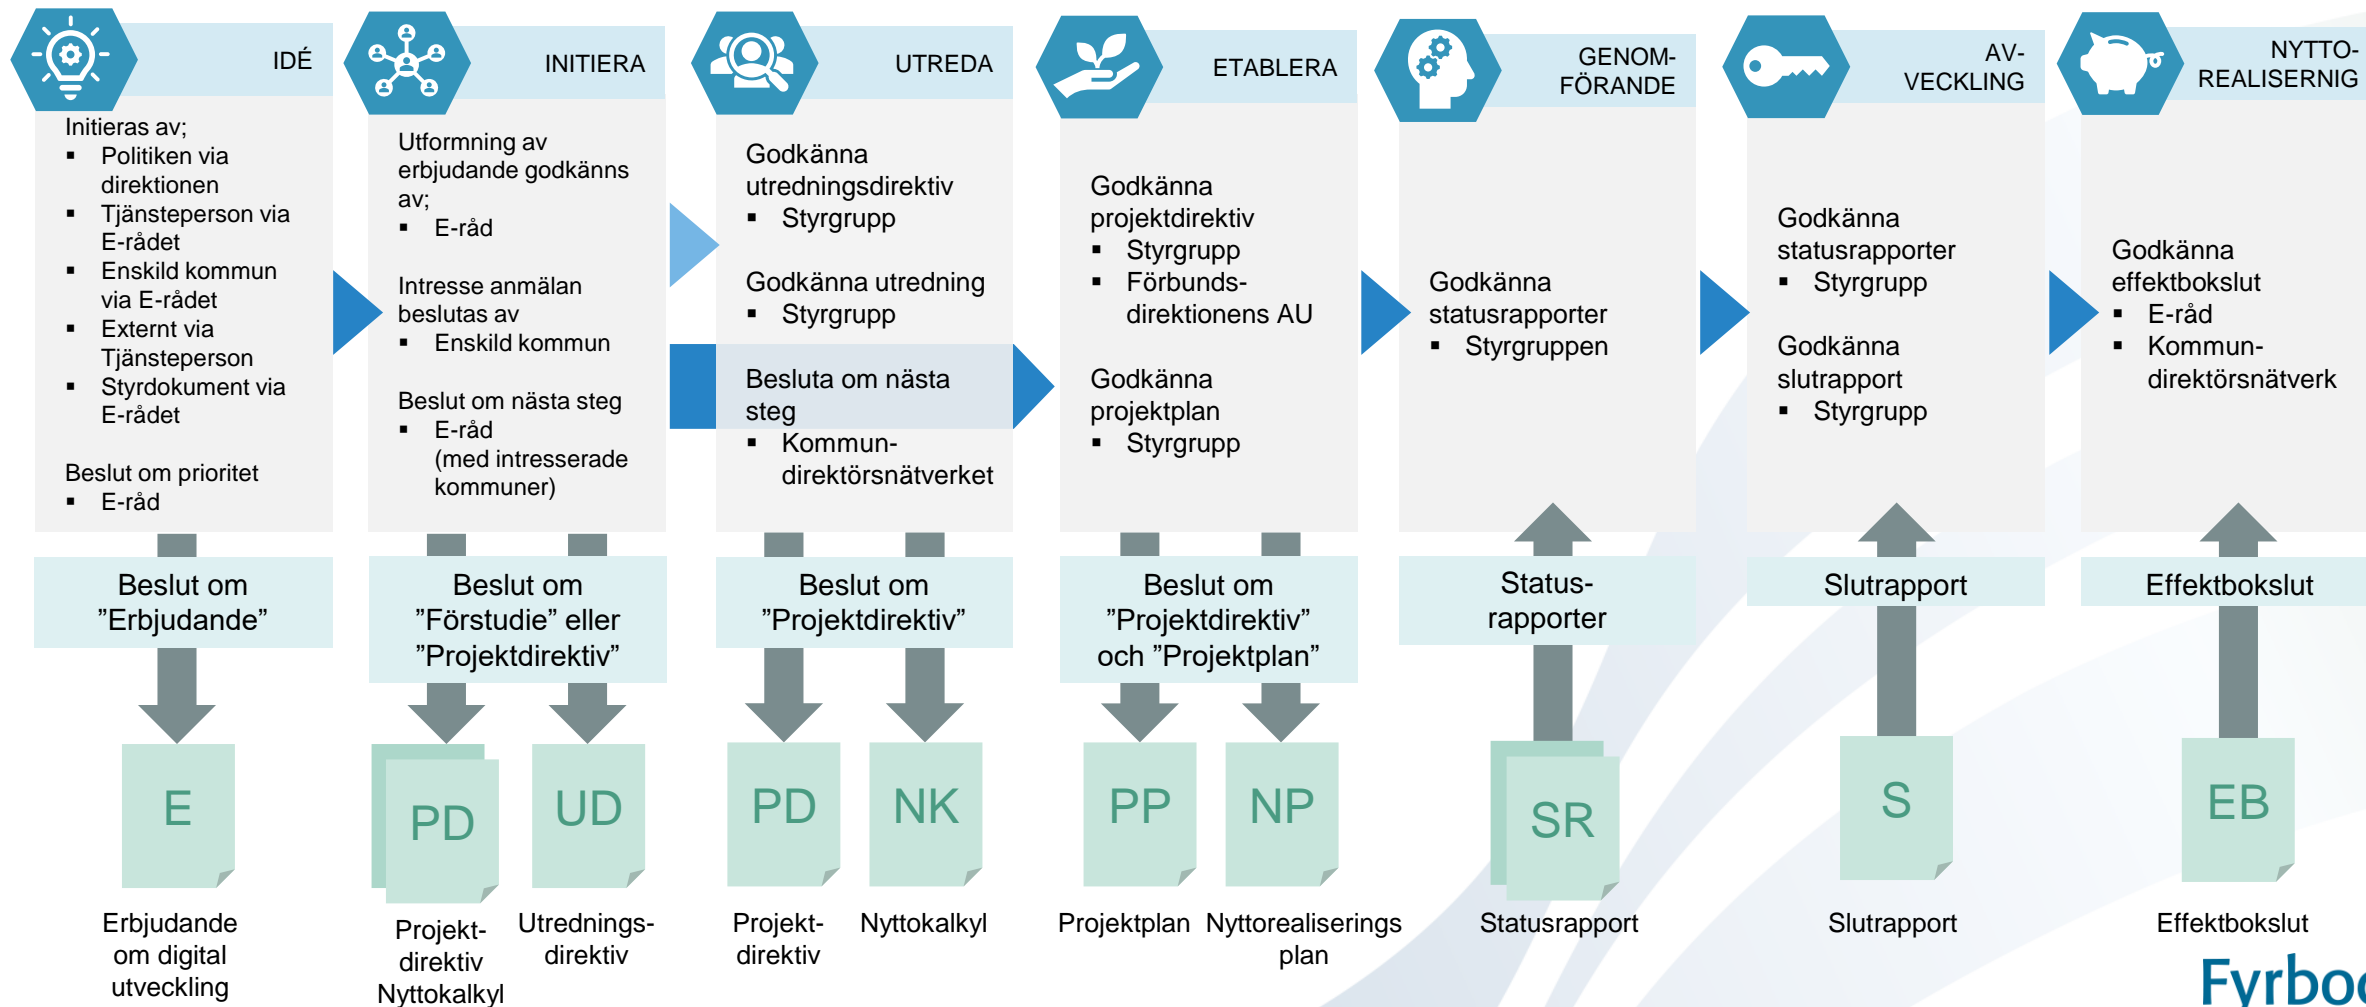 IDÉ
Initieras av;
▪ Politiken via
direktionen
▪ Tjänsteperson via
E-rådet
▪ Enskild kommun
via E-rådet
▪ Externt via
Tjänsteperson
▪ Styrdokument via
E-rådet
Beslut om prioritet
▪ E-råd
Beslut om
”Erbjudande”
E
Erbjudande
om digital
utveckling
INITIERA
Utformning av
erbjudande godkänns
av;
▪ E-råd
Intresse anmälan
beslutas av
▪ Enskild kommun
Beslut om nästa steg
▪ E-råd
(med intresserade
kommuner)
Beslut om
”Förstudie” eller
”Projektdirektiv”
PD
Projekt-
direktiv
Nyttokalkyl
UD
Utrednings-
direktiv
UTREDA
Godkänna
utredningsdirektiv
▪ Styrgrupp
Godkänna utredning
▪ Styrgrupp
Besluta om nästa
steg
▪ Kommun-
direktörsnätverket
Beslut om
”Projektdirektiv”
PD
Projekt-
direktiv
NK
Nyttokalkyl
ETABLERA
Godkänna
projektdirektiv
▪ Styrgrupp
▪ Förbunds-
direktionens AU
Godkänna
projektplan
▪ Styrgrupp
Beslut om
”Projektdirektiv”
och ”Projektplan”
PP
Projektplan
NP
Nyttorealiserings
plan
GENOM-
FÖRANDE
Godkänna
statusrapporter
▪ Styrgruppen
Status-
rapporter
SR
Statusrapport
AV-
VECKLING
Godkänna
statusrapporter
▪ Styrgrupp
Godkänna
slutrapport
▪ Styrgrupp
Slutrapport
S
Slutrapport
NYTTO-
REALISERNIG
Godkänna
effektbokslut
▪ E-råd
▪ Kommun-
direktörsnätverk
Effektbokslut
EB
Effektbokslut